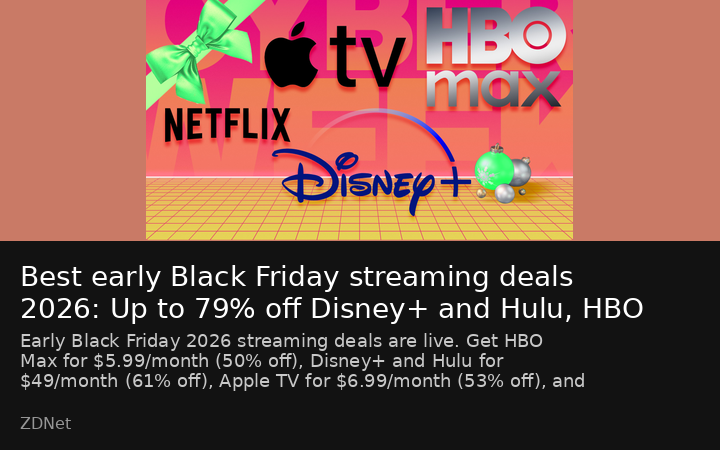 CYBER
WEEK
tv
HBO
max
NETFLIX
Disney+
Best early Black Friday streaming deals
2026: Up to 79% off Disney+ and Hulu, HBO
Early Black Friday 2026 streaming deals are live. Get HBO
Max for $5.99/month (50% off), Disney+ and Hulu for
$49/month (61% off), Apple TV for $6.99/month (53% off), and
ZDNet